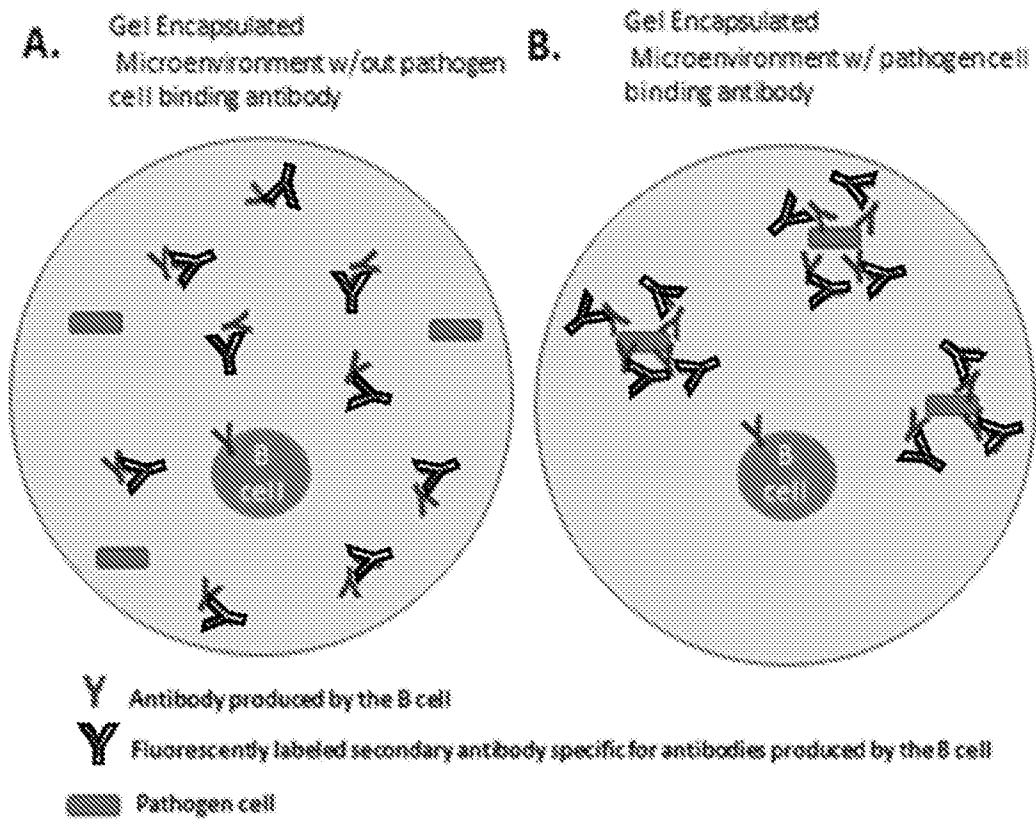 A.
Gel Encapsulated
Microenvironment w/out pathogen
cell binding antibody
B.
Gel Encapsulated
Microenvironment w/ pathogen cell
binding antibody
B
Cell
B
Cell
Antibody produced by the B cell
Fluorescently labeled secondary antibody specific for antibodies produced by the B cell
Pathogen cell